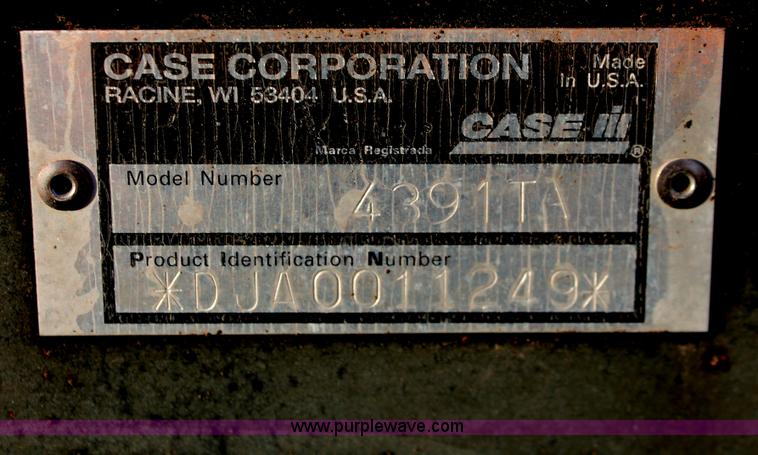 CASE CORPORATION
RACINE, WI 53404 U.S.A.
Made
In U.S.A.
CASE IH
Marca Registrada ®
Model Number
4391TA
Product Identification Number
*DJA0011249*
www.purplewave.com